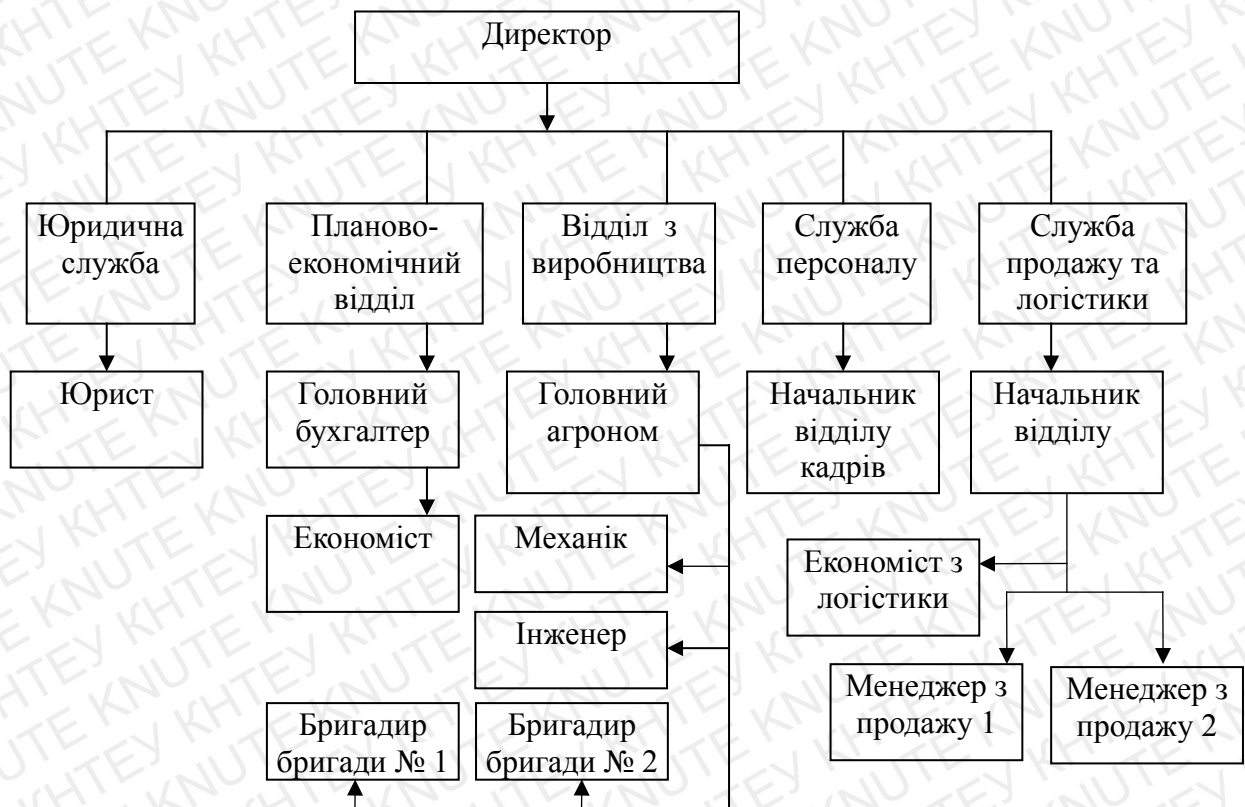 Директор
Юридична
служба
Планово-
економічний
відділ
Відділ з
виробництва
Служба
персоналу
Служба
продажу та
логістики
Юрист
Головний
бухгалтер
Головний
агроном
Начальник
відділу
кадрів
Начальник
відділу
Економіст
Механік
Економіст з
логістики
Інженер
Менеджер з
продажу 1
Менеджер з
продажу 2
Бригадир
бригади № 1
Бригадир
бригади № 2
КНТЕУ KNUTE